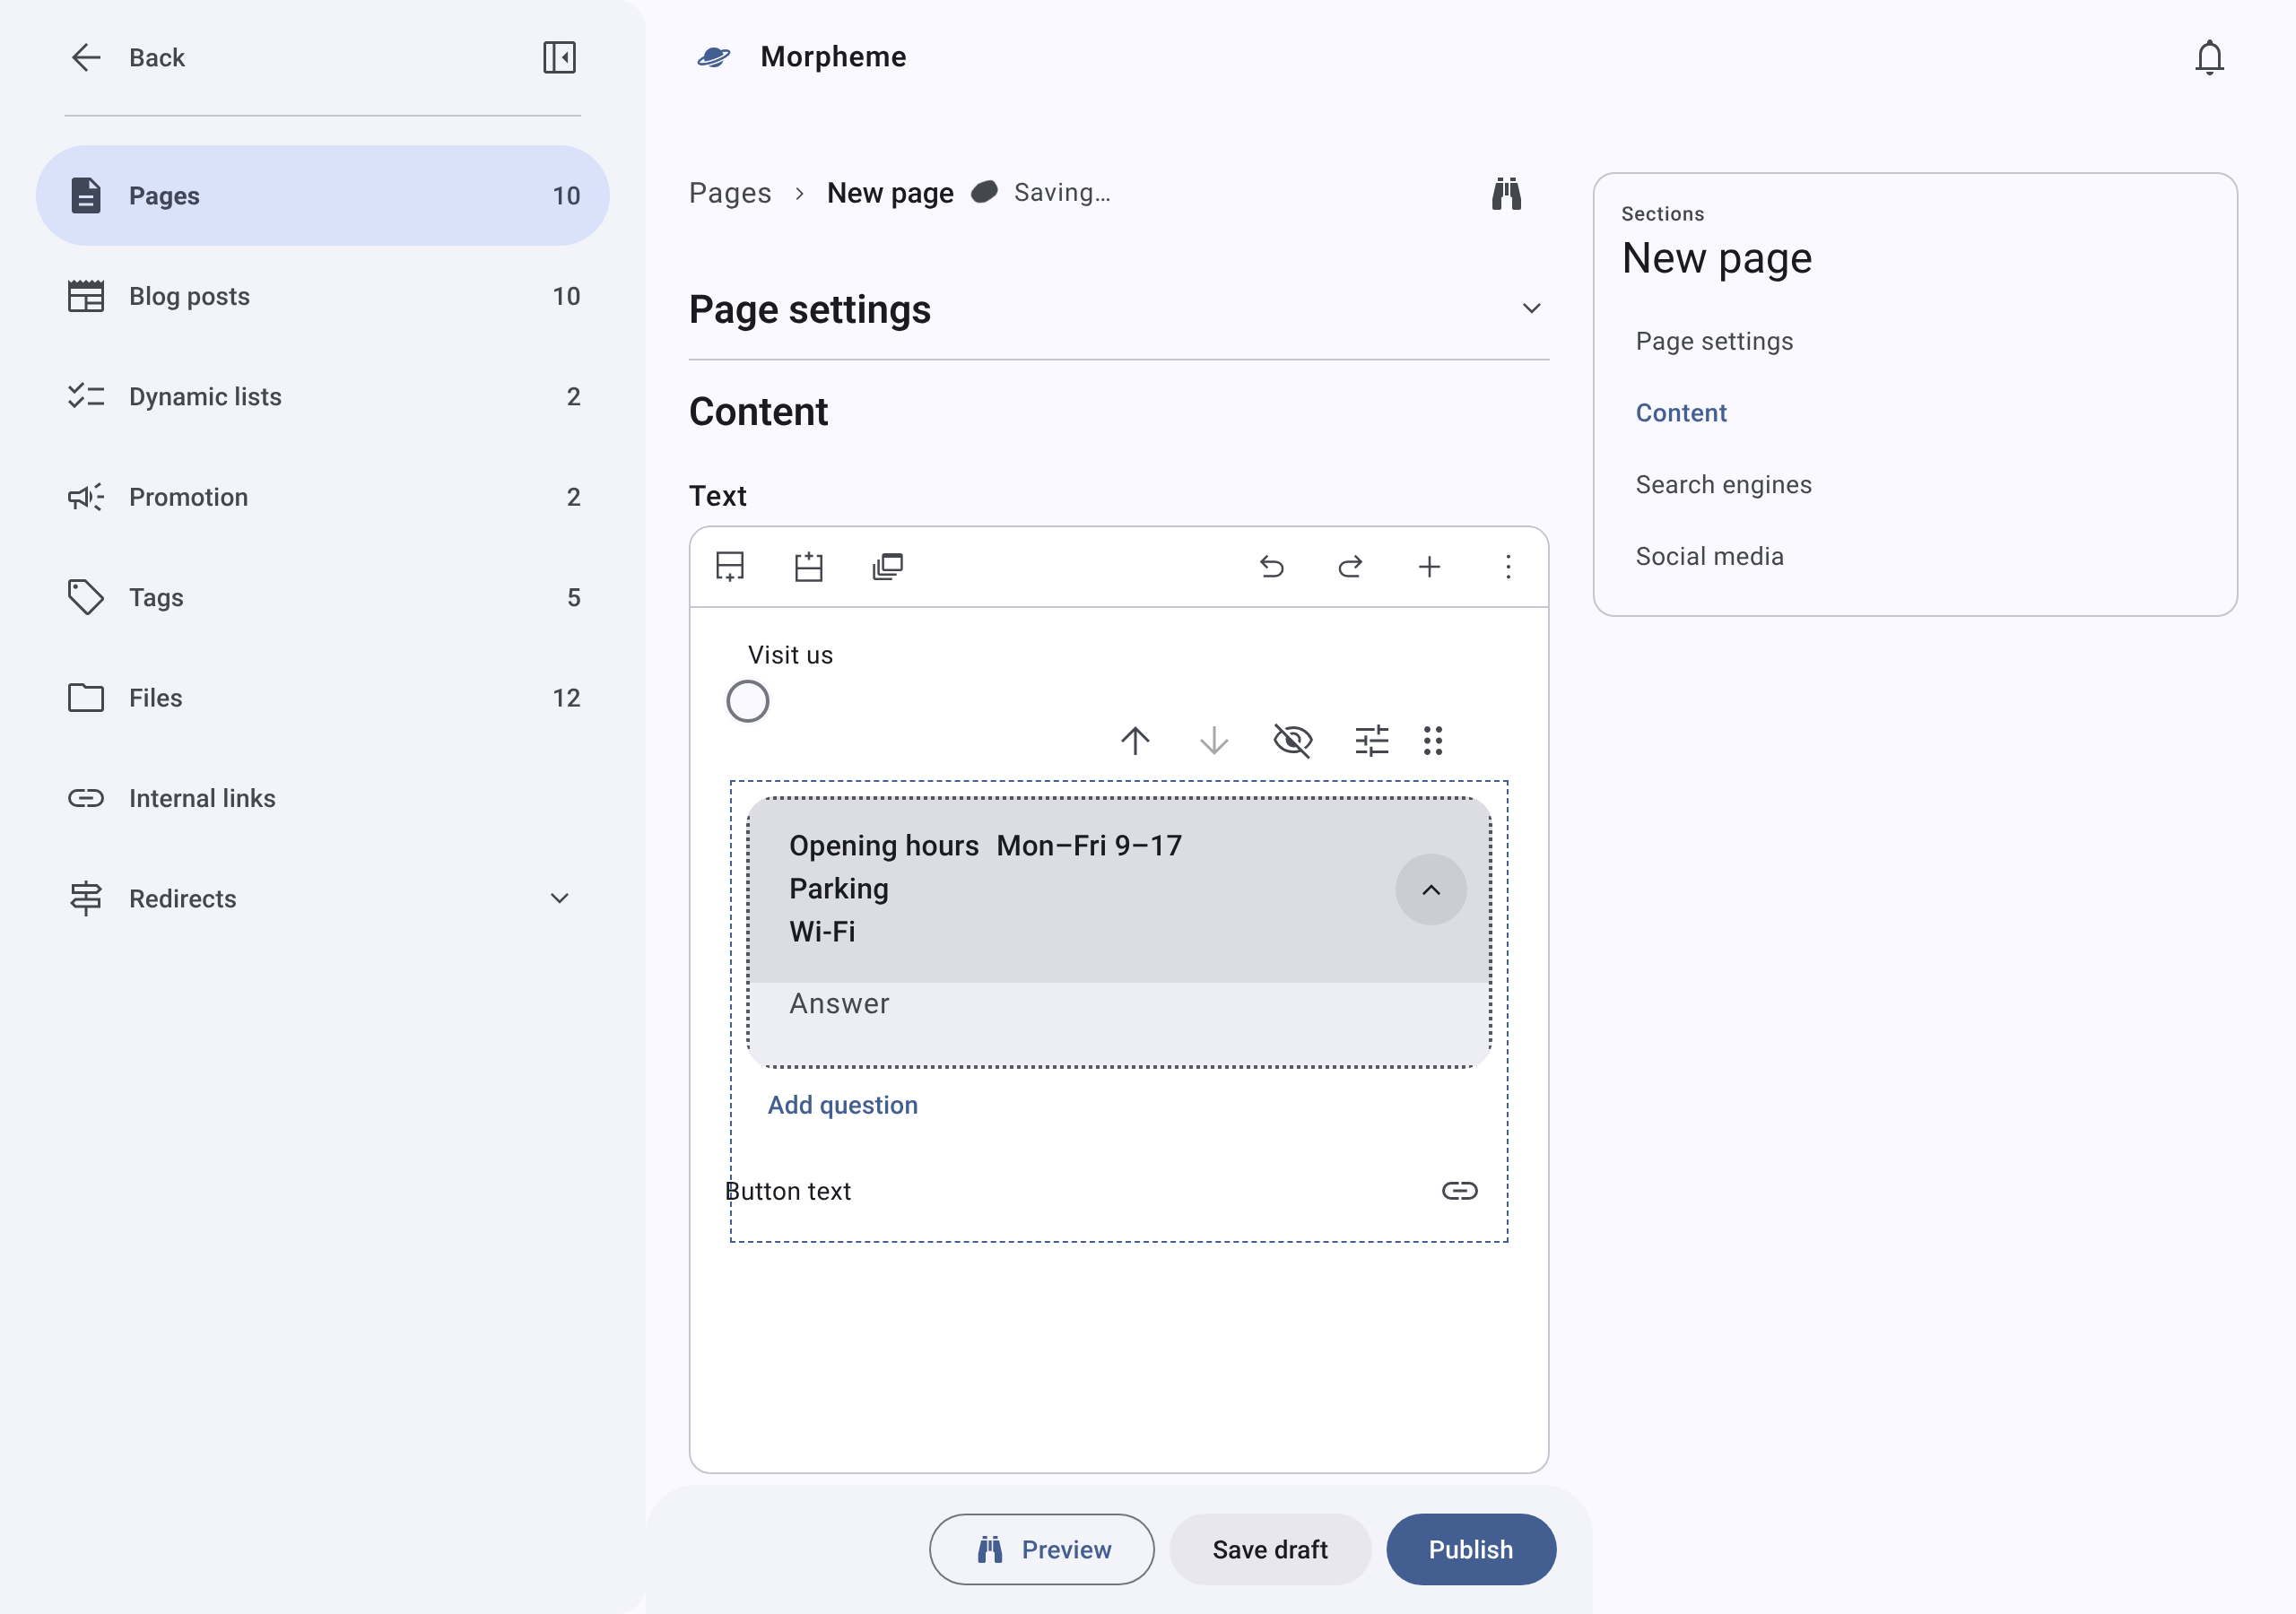 Back
Pages 10
Blog posts 10
Dynamic lists 2
Promotion 2
Tags 5
Files 12
Internal links
Redirects
Morpheme
Pages > New page Saving…
Page settings
Content
Text
Visit us
Opening hours Mon–Fri 9–17
Parking
Wi-Fi
Answer
Add question
Button text
Preview
Save draft
Publish
Sections
New page
Page settings
Content
Search engines
Social media